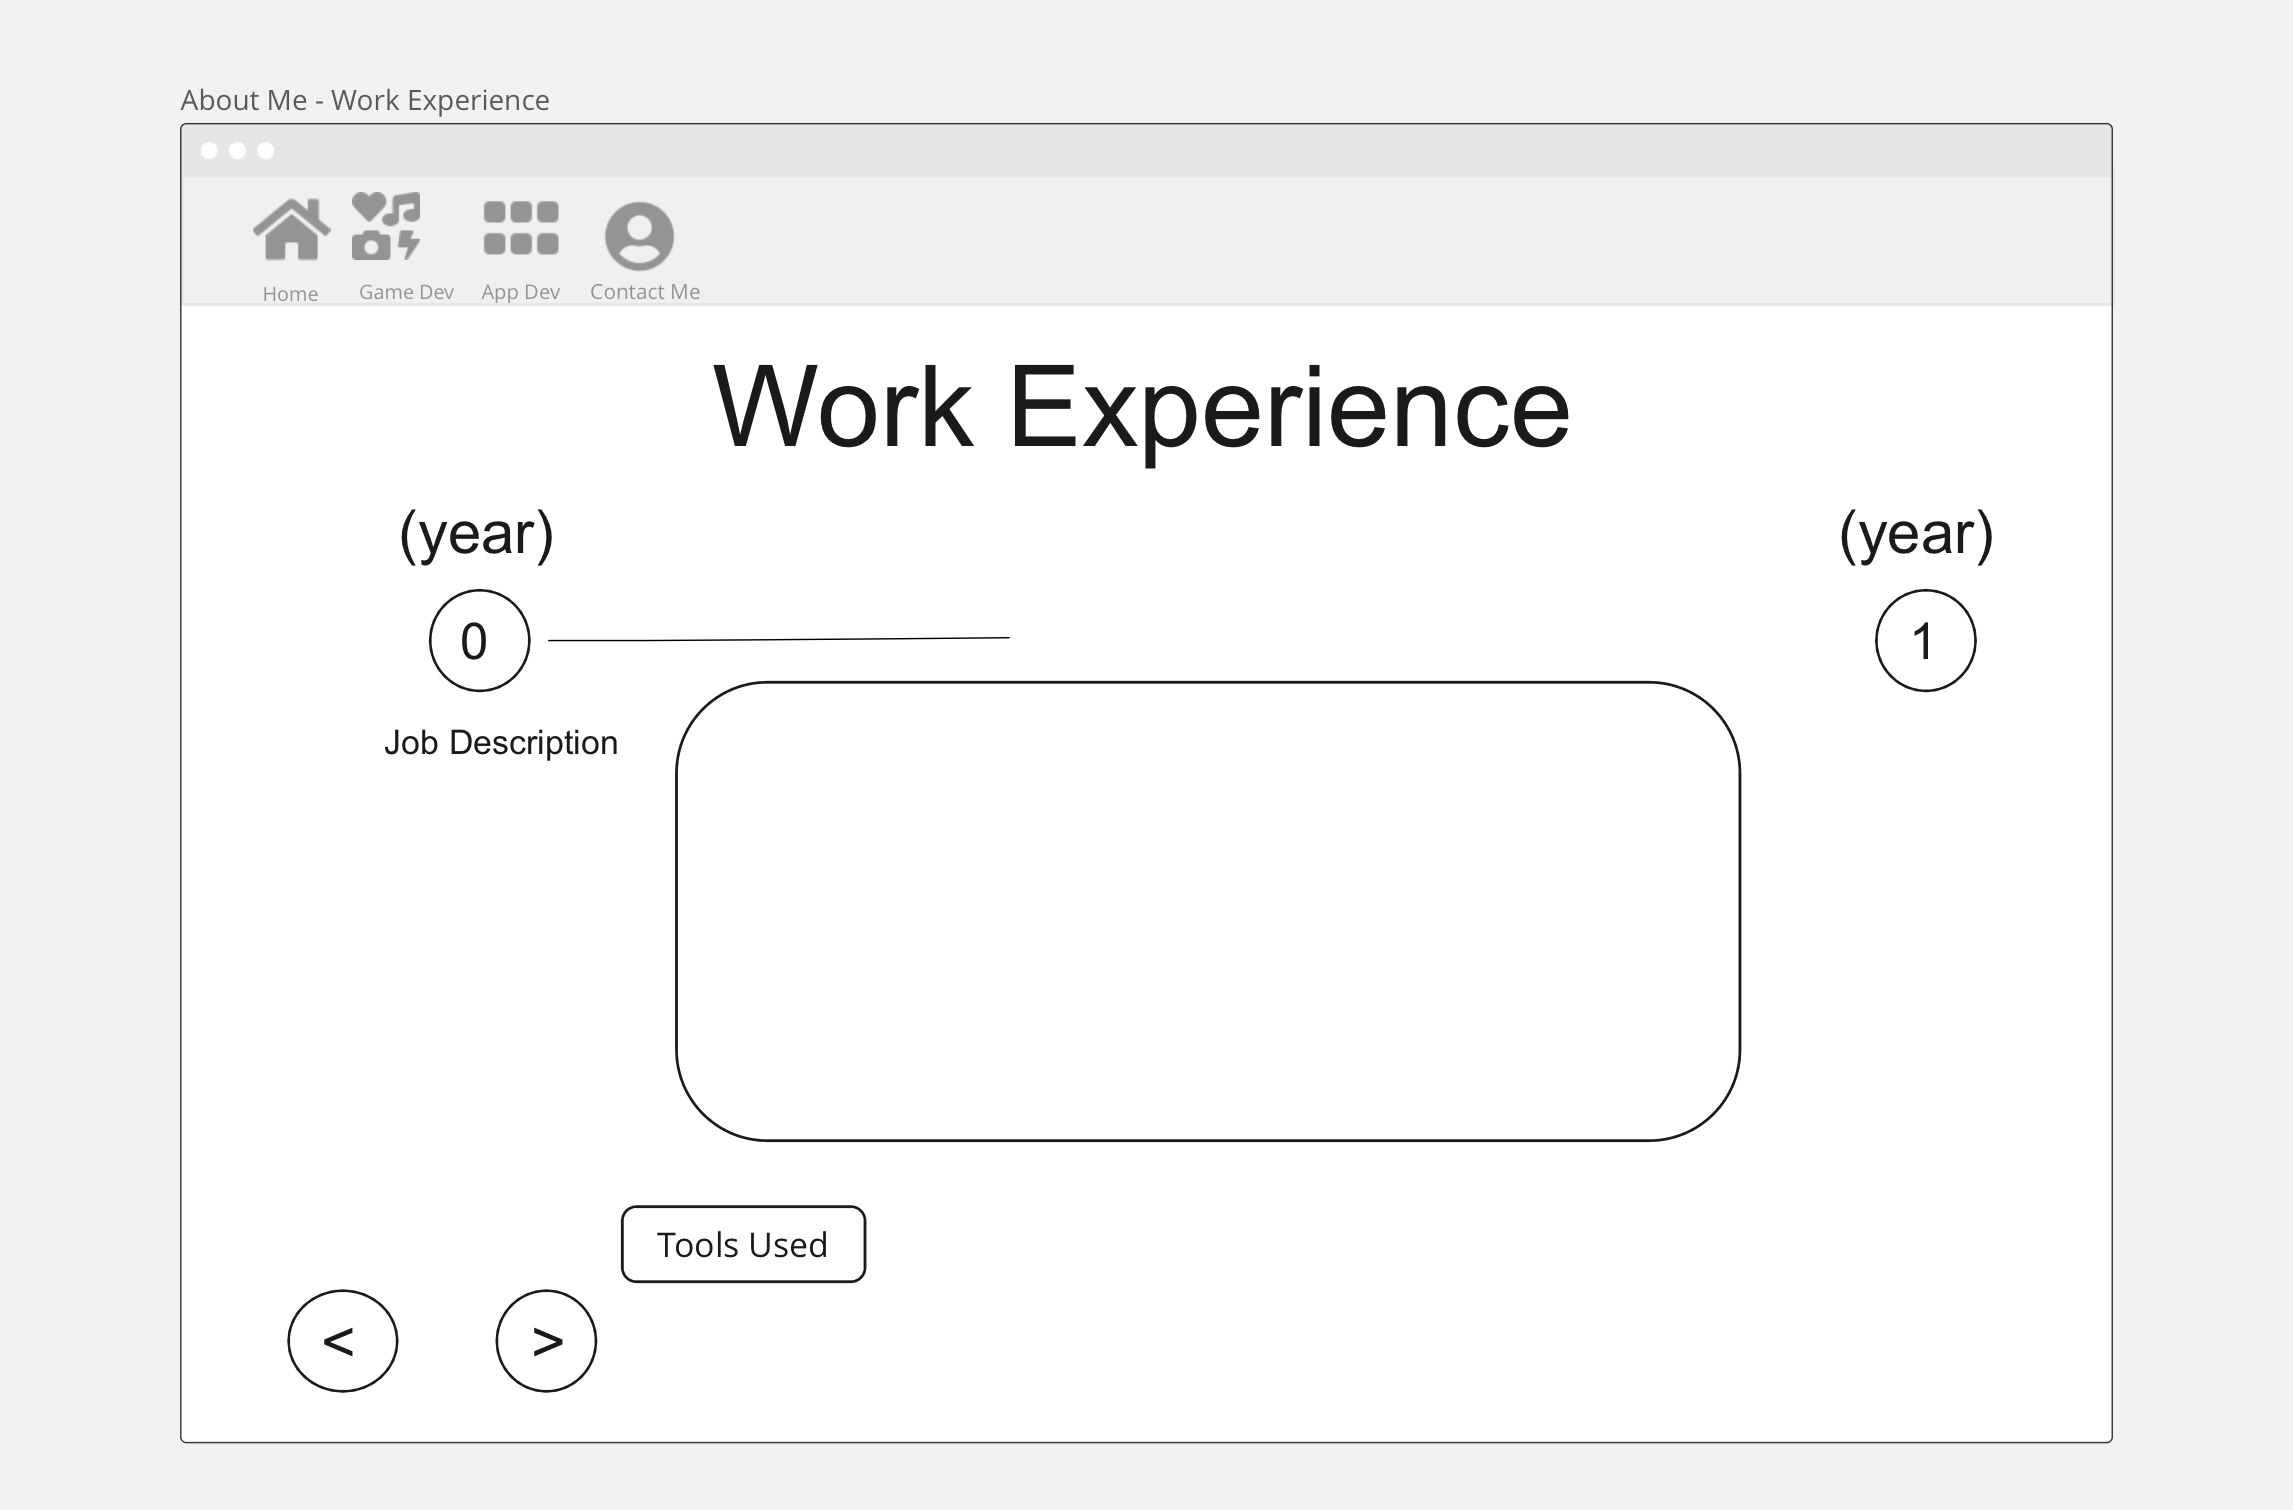 About Me - Work Experience
Home
Game Dev
App Dev
Contact Me
Work Experience
(year)
(year)
0
1
Job Description
Tools Used
<
>